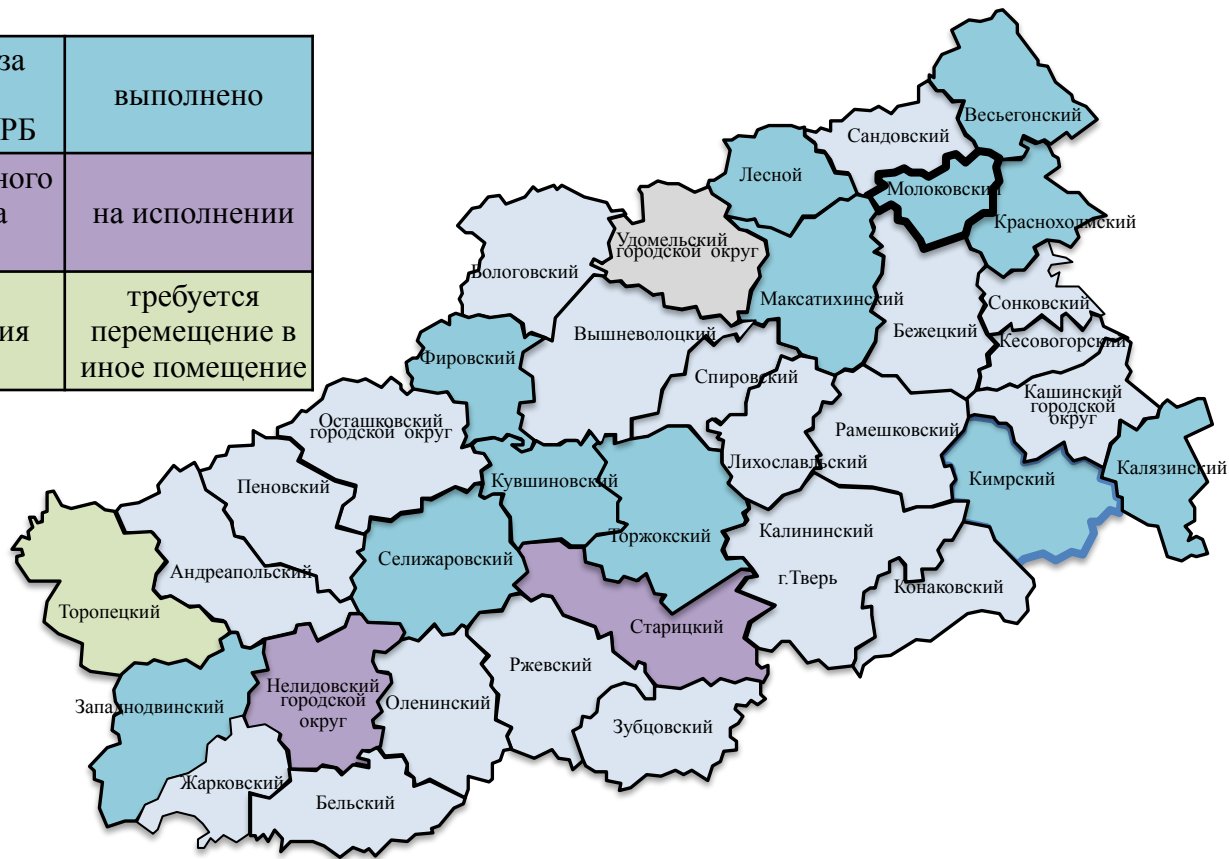 за
РБ
выполнено
ного
а
на исполнении
ия
требуется
перемещение в
иное помещение
Весьегонский
Сандовский
Лесной
Молоковский
Краснохолмский
Удомельский
городской округ
Бологовский
Максатихинский
Сонковский
Бежецкий
Вышневолоцкий
Кесовогорский
Фировский
Спировский
Кашинский
городской
округ
Осташковский
городской округ
Рамешковский
Лихославльский
Калязинский
Кимрский
Кувшиновский
Пеновский
Торжокский
Калининский
Селижаровский
Андреапольский
г.Тверь
Конаковский
Торопецкий
Старицкий
Ржевский
Нелидовский
городской
округ
Оленинский
Западнодвинский
Зубцовский
Жарковский
Бельский